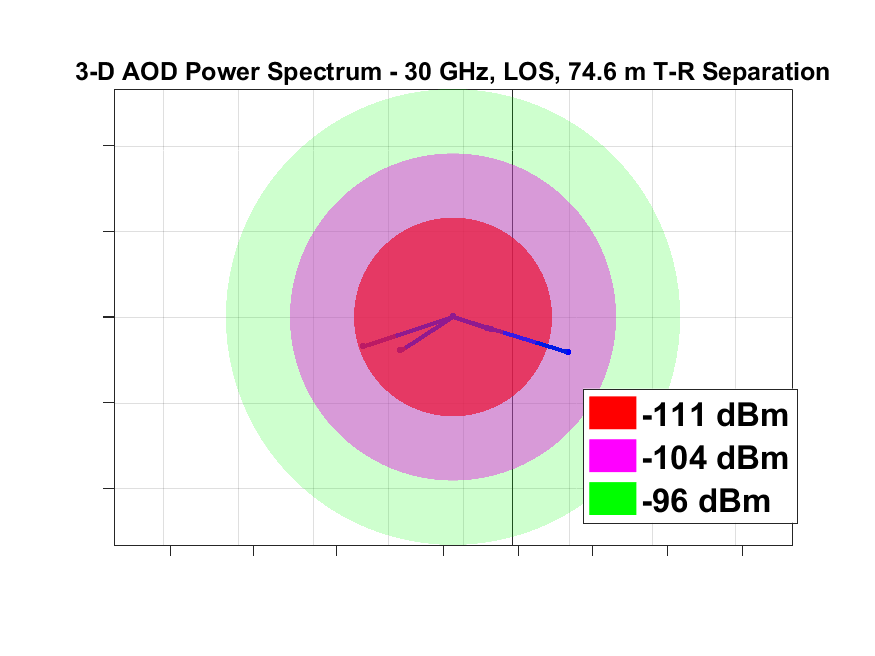 3-D AOD Power Spectrum - 30 GHz, LOS, 74.6 m T-R Separation
-111 dBm
-104 dBm
-96 dBm